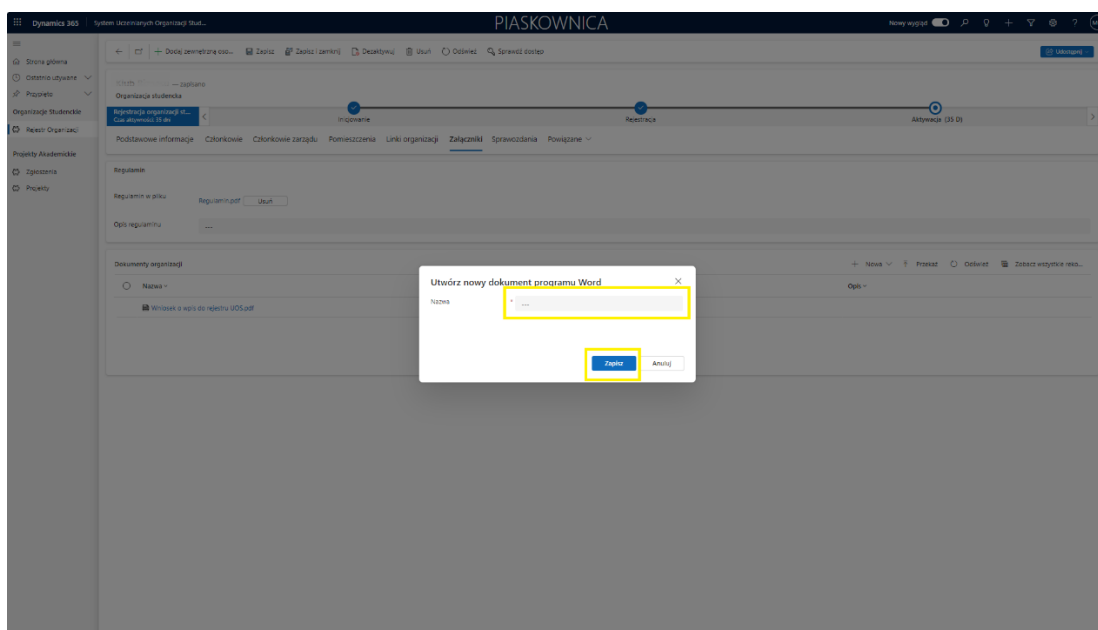 Dynamics 365
System Uczelnianych Organizacji Stud...
PIASKOWNICA
Nowy wygląd
Strona główna
Ostatnio używane
Przypięto
Organizacje Studenckie
Rejestr Organizacji
Projekty Akademickie
Zgłoszenia
Projekty
Dodaj zewnętrzną oso...
Zapisz
Zapisz i zamknij
Dezaktywuj
Usuń
Odśwież
Sprawdź dostęp
Udostępnij
— zapisano
Organizacja studencka
Rejestracja organizacji st...
Czas aktywności: 35 dni
Inicjowanie
Rejestracja
Aktywacja (35 D)
Podstawowe informacje
Członkowie
Członkowie zarządu
Pomieszczenia
Linki organizacji
Załączniki
Sprawozdania
Powiązane
Regulamin
Regulamin w pliku
Regulamin.pdf
Usuń
Opis regulaminu
---
Dokumenty organizacji
Nowa
Przekaż
Odśwież
Zobacz wszystkie reko...
Nazwa
Opis
Wniosek o wpis do rejestru UOS.pdf
Utwórz nowy dokument programu Word
Nazwa
*
---
Zapisz
Anuluj